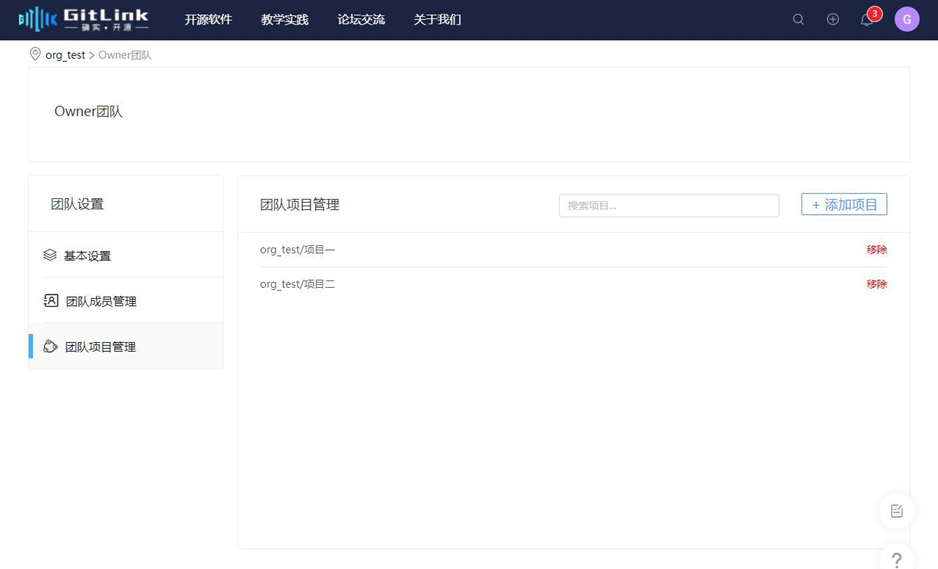 GitLink
确实·开源
开源软件 教学实践 论坛交流 关于我们
3
G
org_test > Owner团队
Owner团队
团队设置
基本设置
团队成员管理
团队项目管理
团队项目管理
搜索项目...
+ 添加项目
org_test/项目一 移除
org_test/项目二 移除
?